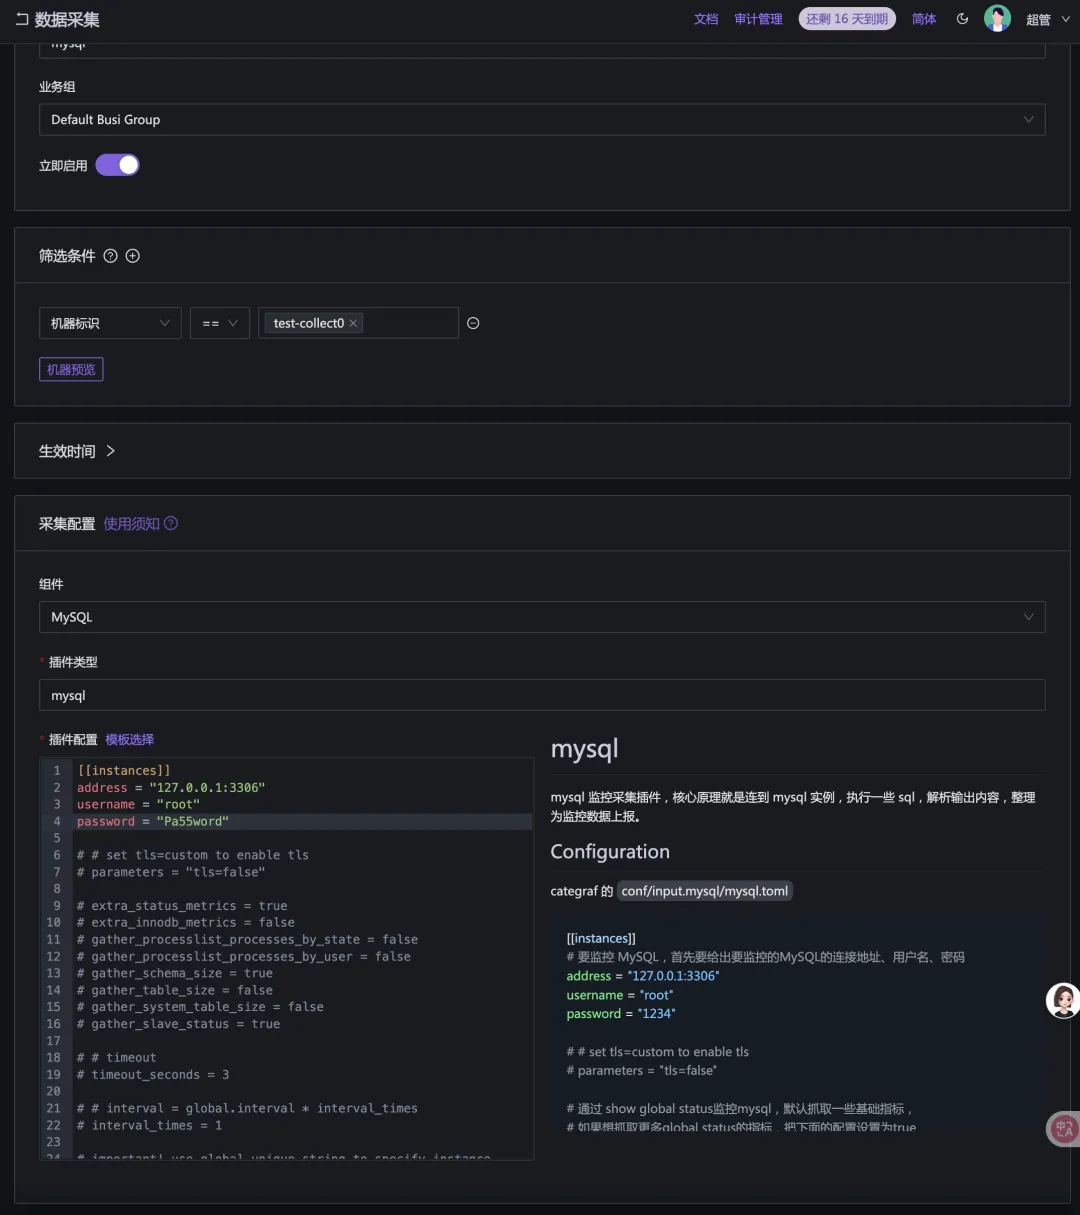 数据采集
文档 审计管理 还剩 16 天到期 简体 超管
mysql
业务组
Default Busi Group
立即启用
筛选条件
机器标识 == test-collect0
机器预览
生效时间
采集配置 使用须知
组件
MySQL
* 插件类型
mysql
* 插件配置 模板选择
1 [[instances]]
2 address = "127.0.0.1:3306"
3 username = "root"
4 password = "Pa55word"
5
6 # # set tls=custom to enable tls
7 # parameters = "tls=false"
8
9 # extra_status_metrics = true
10 # extra_innodb_metrics = false
11 # gather_processlist_processes_by_state = false
12 # gather_processlist_processes_by_user = false
13 # gather_schema_size = true
14 # gather_table_size = false
15 # gather_system_table_size = false
16 # gather_slave_status = true
17
18 # # timeout
19 # timeout_seconds = 3
20
21 # # interval = global.interval * interval_times
22 # interval_times = 1
23
24 # important! use global unique string to specify instance
mysql
mysql 监控采集插件，核心原理就是连到 mysql 实例，执行一些 sql，解析输出内容，整理
为监控数据上报。
Configuration
categraf 的 conf/input.mysql/mysql.toml
[[instances]]
# 要监控 MySQL，首先要给出要监控的MySQL的连接地址、用户名、密码
address = "127.0.0.1:3306"
username = "root"
password = "1234"
# # set tls=custom to enable tls
# parameters = "tls=false"
# 通过 show global status监控mysql，默认抓取一些基础指标，
# 如果想抓取更多global status的指标，把下面的配置设置为true
中
A